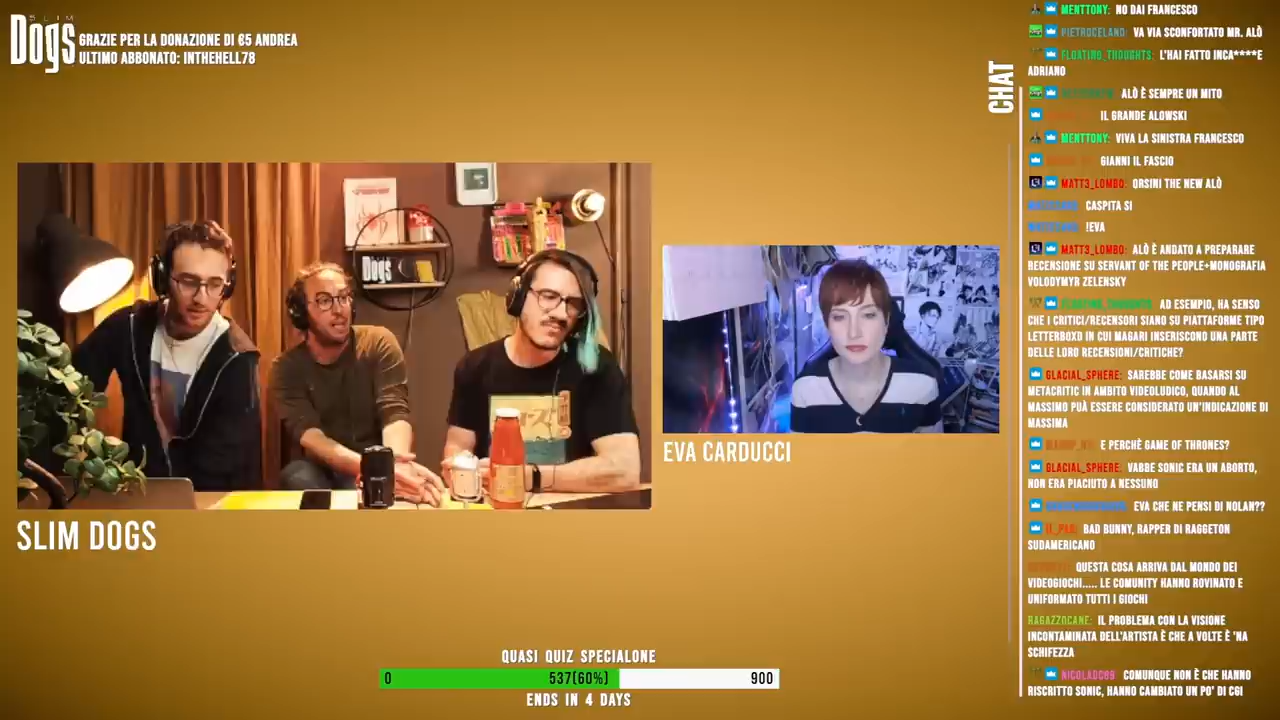 SLIM
Dogs
GRAZIE PER LA DONAZIONE DI €5 ANDREA
ULTIMO ABBONATO: INTHEHELL78
Dogs
SLIM DOGS
EVA CARDUCCI
QUASI QUIZ SPECIALONE
0 537(60%) 900
ENDS IN 4 DAYS
CHAT
MENTTONY: NO DAI FRANCESCO
PIETROCELANO: VA VIA SCONFORTATO MR. ALÒ
FLOATING_THOUGHTS: L'HAI FATTO INCA****E
ADRIANO
ALÒ È SEMPRE UN MITO
IL GRANDE ALOWSKI
MENTTONY: VIVA LA SINISTRA FRANCESCO
GIANNI IL FASCIO
MATT3_LOMBO: ORSINI THE NEW ALÒ
CASPITA SI
!EVA
MATT3_LOMBO: ALÒ È ANDATO A PREPARARE
RECENSIONE SU SERVANT OF THE PEOPLE+MONOGRAFIA
VOLODYMYR ZELENSKY
FLOATING_THOUGHTS: AD ESEMPIO, HA SENSO
CHE I CRITICI/RECENSORI SIANO SU PIATTAFORME TIPO
LETTERBOXD IN CUI MAGARI INSERISCONO UNA PARTE
DELLE LORO RECENSIONI/CRITICHE?
GLACIAL_SPHERE: SAREBBE COME BASARSI SU
METACRITIC IN AMBITO VIDEOLUDICO, QUANDO AL
MASSIMO PUÀ ESSERE CONSIDERATO UN'INDICAZIONE DI
MASSIMA
E PERCHÈ GAME OF THRONES?
GLACIAL_SPHERE: VABBE SONIC ERA UN ABORTO,
NON ERA PIACIUTO A NESSUNO
EVA CHE NE PENSI DI NOLAN??
BAD BUNNY, RAPPER DI RAGGETON
SUDAMERICANO
QUESTA COSA ARRIVA DAL MONDO DEI
VIDEOGIOCHI..... LE COMUNITY HANNO ROVINATO E
UNIFORMATO TUTTI I GIOCHI
RAGAZZOCANE: IL PROBLEMA CON LA VISIONE
INCONTAMINATA DELL'ARTISTA È CHE A VOLTE È 'NA
SCHIFEZZA
NICOLADC89: COMUNQUE NON È CHE HANNO
RISCRITTO SONIC, HANNO CAMBIATO UN PO' DI CGI